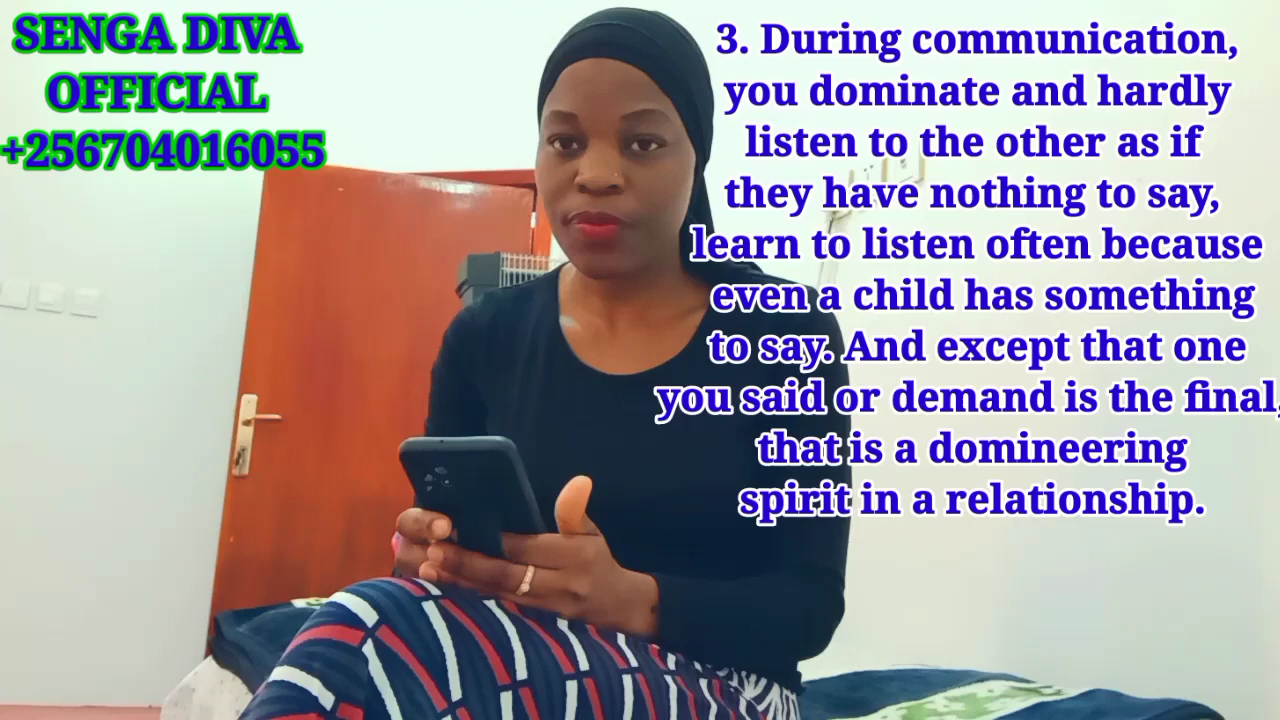 SENGA DIVA
OFFICIAL
+256704016055
3. During communication,
you dominate and hardly
listen to the other as if
they have nothing to say,
learn to listen often because
even a child has something
to say. And except that one
you said or demand is the final,
that is a domineering
spirit in a relationship.